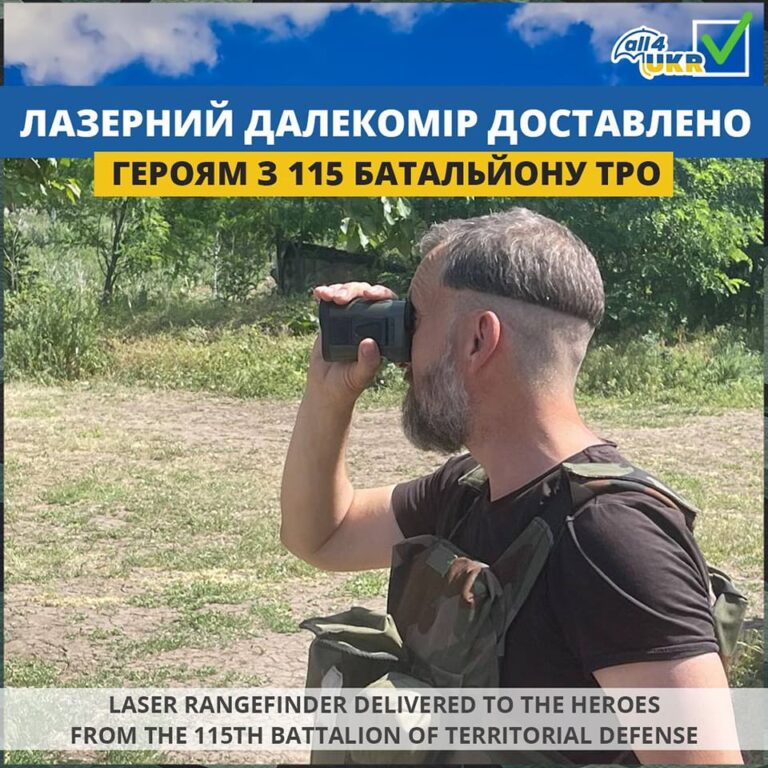 all4
UKR
ЛАЗЕРНИЙ ДАЛЕКОМІР ДОСТАВЛЕНО
ГЕРОЯМ З 115 БАТАЛЬЙОНУ ТРО
LASER RANGEFINDER DELIVERED TO THE HEROES
FROM THE 115TH BATTALION OF TERRITORIAL DEFENSE